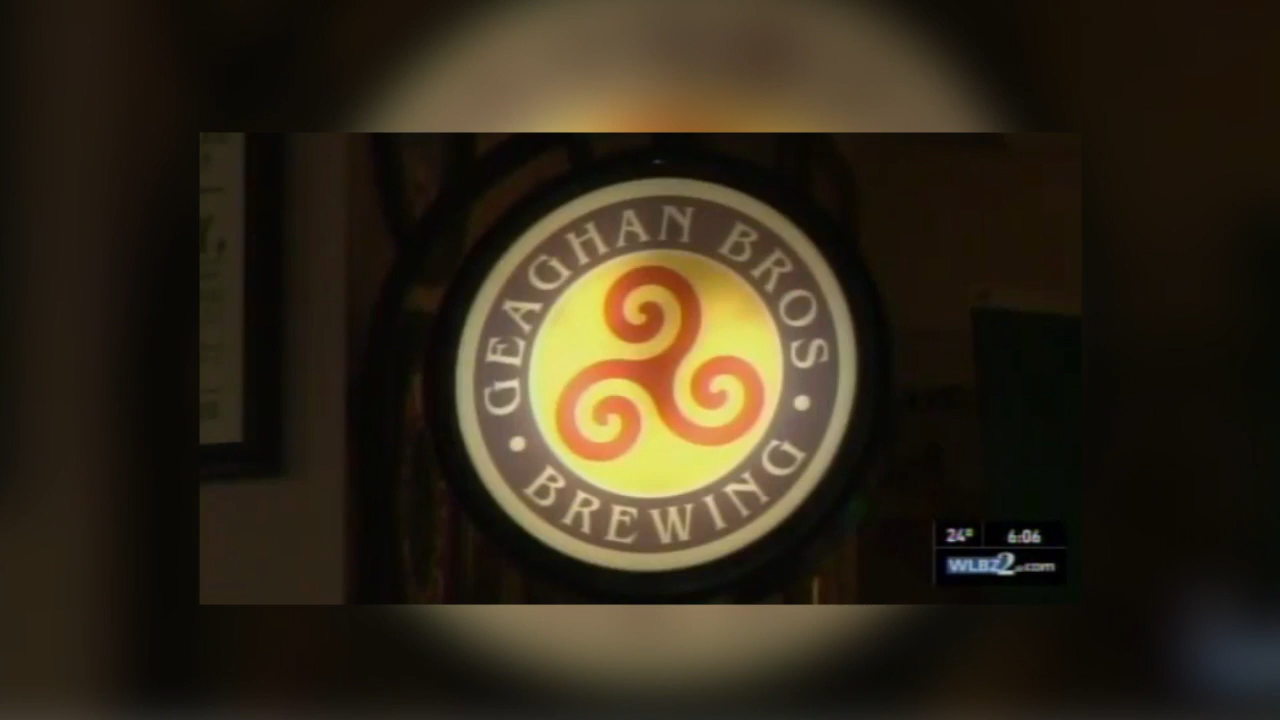 GEAGHAN BROS
• BREWING •
24°
6:06
WLBZ2.com